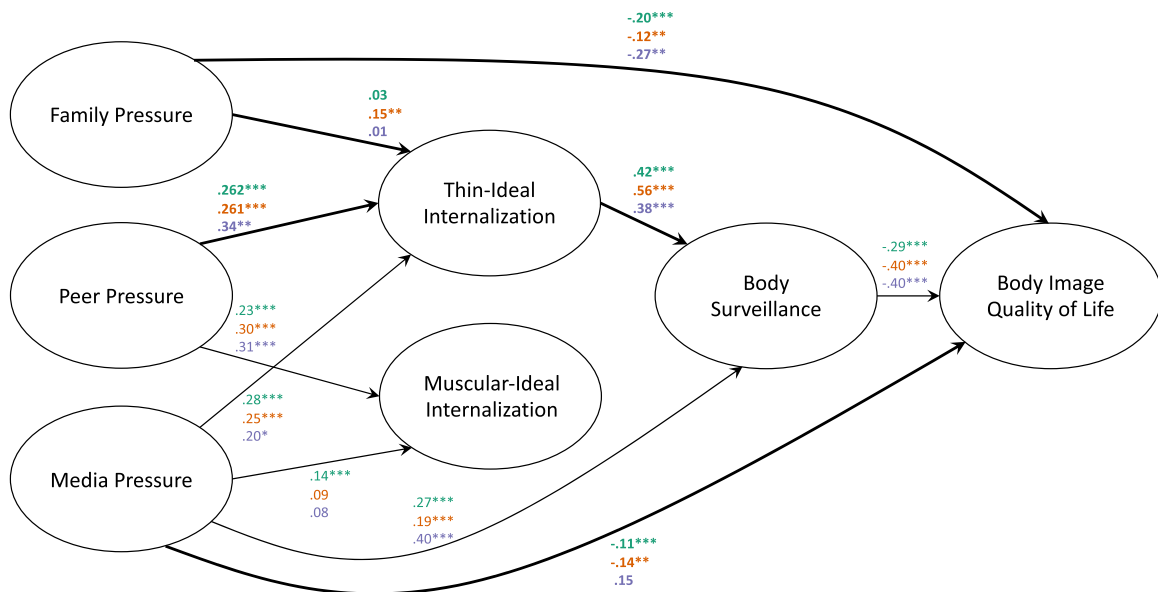 -.20***
-.12**
-.27**
Family Pressure
.03
.15**
.01
Thin-Ideal
Internalization
.42***
.56***
.38***
.262***
.261***
.34**
Peer Pressure
.23***
.30***
.31***
Body
Surveillance
-.29***
-.40***
-.40***
Body Image
Quality of Life
Muscular-Ideal
Internalization
.28***
.25***
.20*
Media Pressure
.14***
.09
.08
.27***
.19***
.40***
-.11***
-.14**
.15